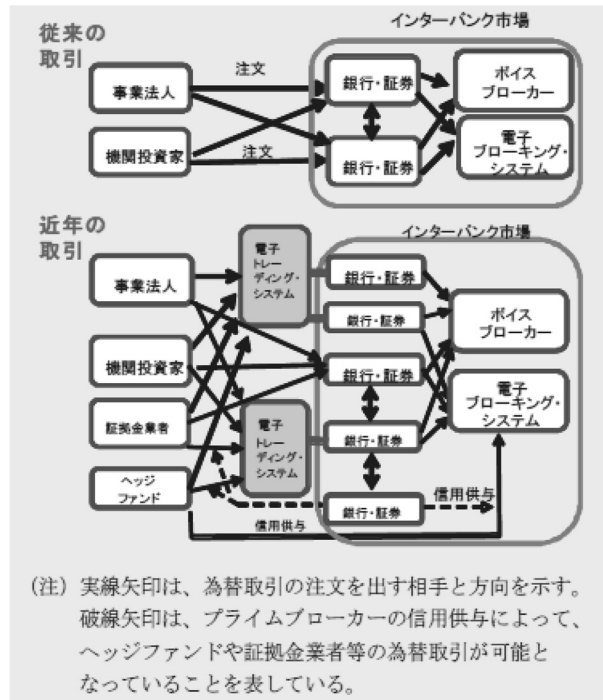 従来の
取引
インターバンク市場
事業法人
注文
銀行・証券
ボイス
ブローカー
機関投資家
注文
銀行・証券
電子
ブローキング・
システム
近年の
取引
インターバンク市場
電子
トレー
ディング・
システム
事業法人
銀行・証券
銀行・証券
ボイス
ブローカー
機関投資家
銀行・証券
電子
ブローキング・
システム
証拠金業者
電子
トレー
ディング・
システム
銀行・証券
ヘッジ
ファンド
銀行・証券
信用供与
信用供与
(注) 実線矢印は、為替取引の注文を出す相手と方向を示す。
破線矢印は、プライムブローカーの信用供与によって、
ヘッジファンドや証拠金業者等の為替取引が可能と
なっていることを表している。